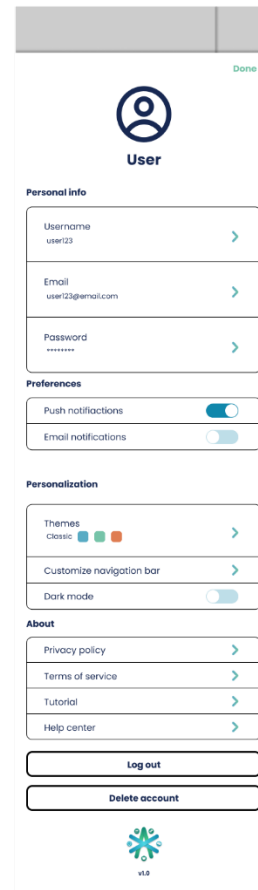 Done
User
Personal info
Username
user123
Email
user123@email.com
Password
********
Preferences
Push notifiactions
Email notifications
Personalization
Themes
Classic
Customize navigation bar
Dark mode
About
Privacy policy
Terms of service
Tutorial
Help center
Log out
Delete account
v1.0